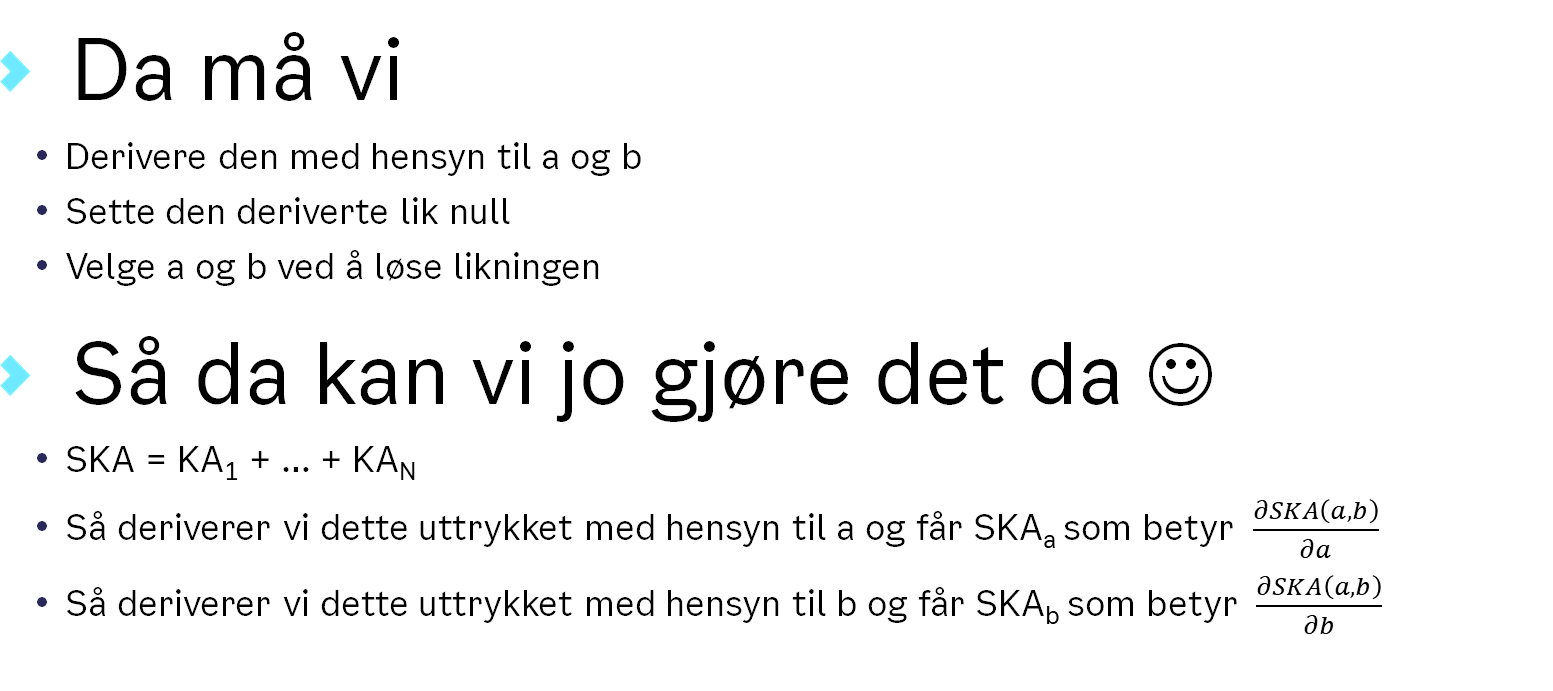 Da må vi
• Derivere den med hensyn til a og b
• Sette den deriverte lik null
• Velge a og b ved å løse likningen
Så da kan vi jo gjøre det da ☺
• SKA = KA₁ + ... + KA_N
• Så deriverer vi dette uttrykket med hensyn til a og får SKAₐ som betyr ∂SKA(a,b)/∂a
• Så deriverer vi dette uttrykket med hensyn til b og får SKA_b som betyr ∂SKA(a,b)/∂b